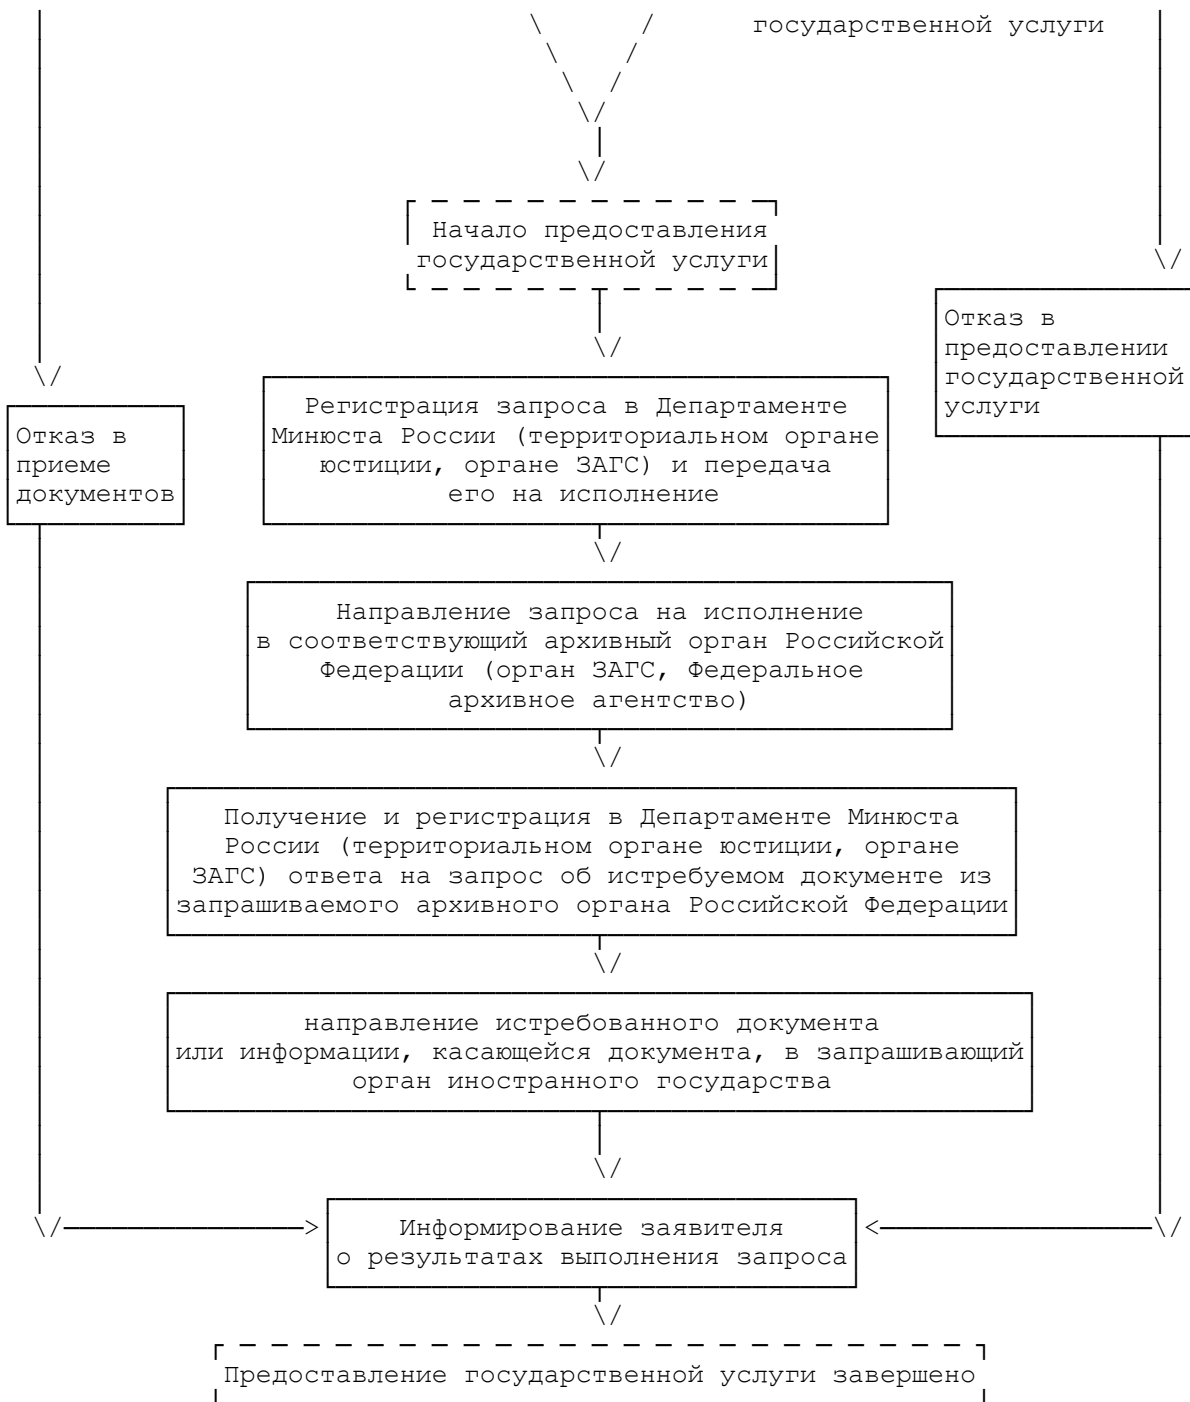 государственной услуги
Начало предоставления
государственной услуги
Отказ в
предоставлении
государственной
услуги
Отказ в
приеме
документов
Регистрация запроса в Департаменте
Минюста России (территориальном органе
юстиции, органе ЗАГС) и передача
его на исполнение
Направление запроса на исполнение
в соответствующий архивный орган Российской
Федерации (орган ЗАГС, Федеральное
архивное агентство)
Получение и регистрация в Департаменте Минюста
России (территориальном органе юстиции, органе
ЗАГС) ответа на запрос об истребуемом документе из
запрашиваемого архивного органа Российской Федерации
направление истребованного документа
или информации, касающейся документа, в запрашивающий
орган иностранного государства
Информирование заявителя
о результатах выполнения запроса
Предоставление государственной услуги завершено